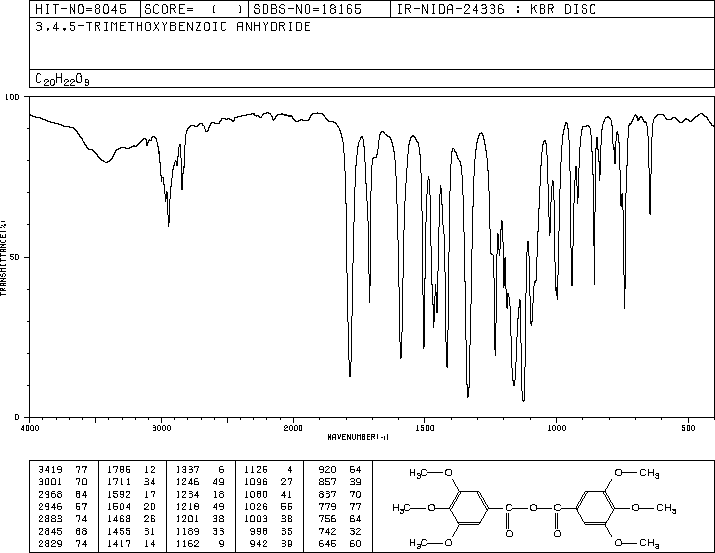 HIT-NO=8045 SCORE= ( ) SDBS-NO=18165 IR-NIDA-24336 : KBR DISC
3,4,5-TRIMETHOXYBENZOIC ANHYDRIDE
C20H22O9
100
50
0
TRANSMITTANCE(%)
4000 3000 2000 1500 1000 500
WAVENUMBER(-1)
3419 77 1786 12 1337 6 1126 4 920 64
3001 70 1711 34 1246 49 1096 27 857 39
2968 64 1592 17 1234 18 1080 41 837 70
2946 57 1504 20 1218 49 1026 55 779 77
2883 74 1468 26 1201 38 1003 38 756 64
2845 68 1455 31 1189 33 998 35 742 32
2829 74 1417 14 1162 9 942 39 646 60
H3C O O CH3
H3C O O O O CH3
H3C O O O O CH3